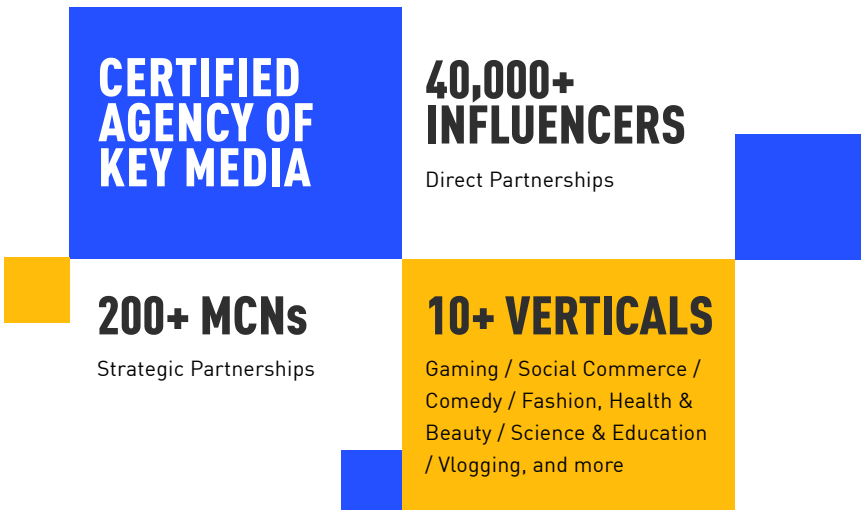 CERTIFIED
AGENCY OF
KEY MEDIA
40,000+
INFLUENCERS
Direct Partnerships
200+ MCNs
Strategic Partnerships
10+ VERTICALS
Gaming / Social Commerce /
Comedy / Fashion, Health &
Beauty / Science & Education
/ Vlogging, and more